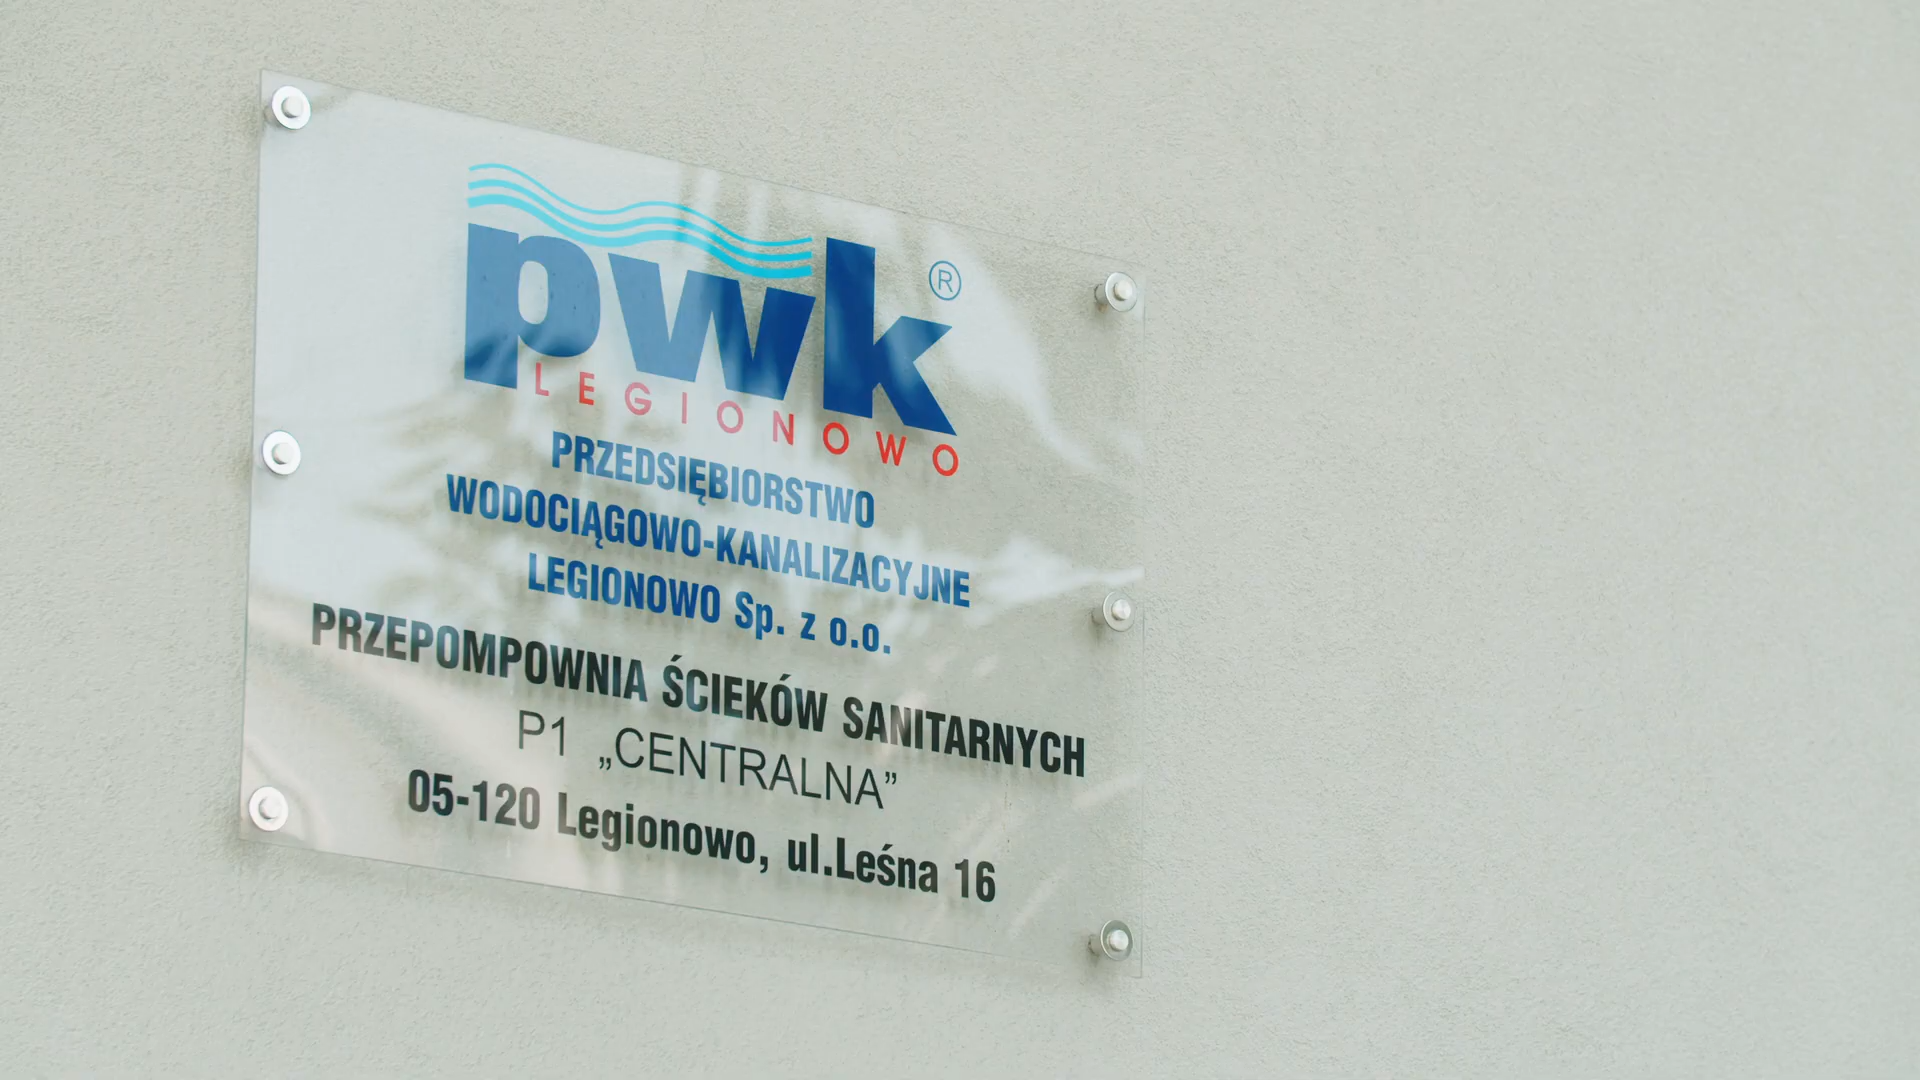 pwk ®
LEGIONOWO
PRZEDSIĘBIORSTWO
WODOCIĄGOWO-KANALIZACYJNE
LEGIONOWO Sp. z o.o.
PRZEPOMPOWNIA ŚCIEKÓW SANITARNYCH
P1 „CENTRALNA”
05-120 Legionowo, ul.Leśna 16